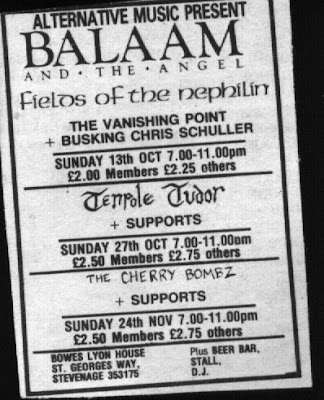 ALTERNATIVE MUSIC PRESENT
BALAAM
AND · THE · ANGEL
fields of the nephilin
THE VANISHING POINT
+ BUSKING CHRIS SCHULLER
SUNDAY 13th OCT 7.00-11.00pm
£2.00 Members £2.25 others
Tenpole Tudor
+ SUPPORTS
SUNDAY 27th OCT 7.00-11.00pm
£2.50 Members £2.75 others
THE CHERRY BOMBZ
+ SUPPORTS
SUNDAY 24th NOV 7.00-11.00pm
£2.50 Members £2.75 others
BOWES LYON HOUSE
ST. GEORGES WAY,
STEVENAGE 353175
Plus BEER BAR,
STALL,
D.J.